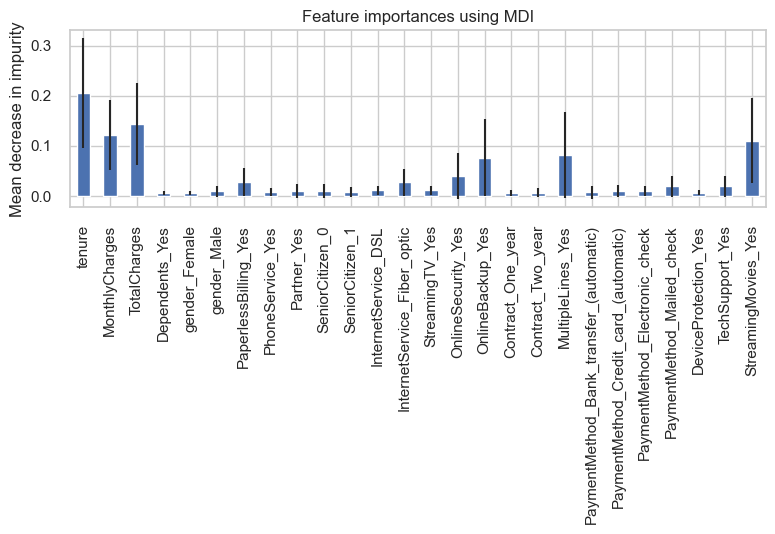 Feature importances using MDI
Mean decrease in impurity
0.3
0.2
0.1
0.0
tenure
MonthlyCharges
TotalCharges
Dependents_Yes
gender_Female
gender_Male
PaperlessBilling_Yes
PhoneService_Yes
Partner_Yes
SeniorCitizen_0
SeniorCitizen_1
InternetService_DSL
InternetService_Fiber_optic
StreamingTV_Yes
OnlineSecurity_Yes
OnlineBackup_Yes
Contract_One_year
Contract_Two_year
MultipleLines_Yes
PaymentMethod_Bank_transfer_(automatic)
PaymentMethod_Credit_card_(automatic)
PaymentMethod_Electronic_check
PaymentMethod_Mailed_check
DeviceProtection_Yes
TechSupport_Yes
StreamingMovies_Yes